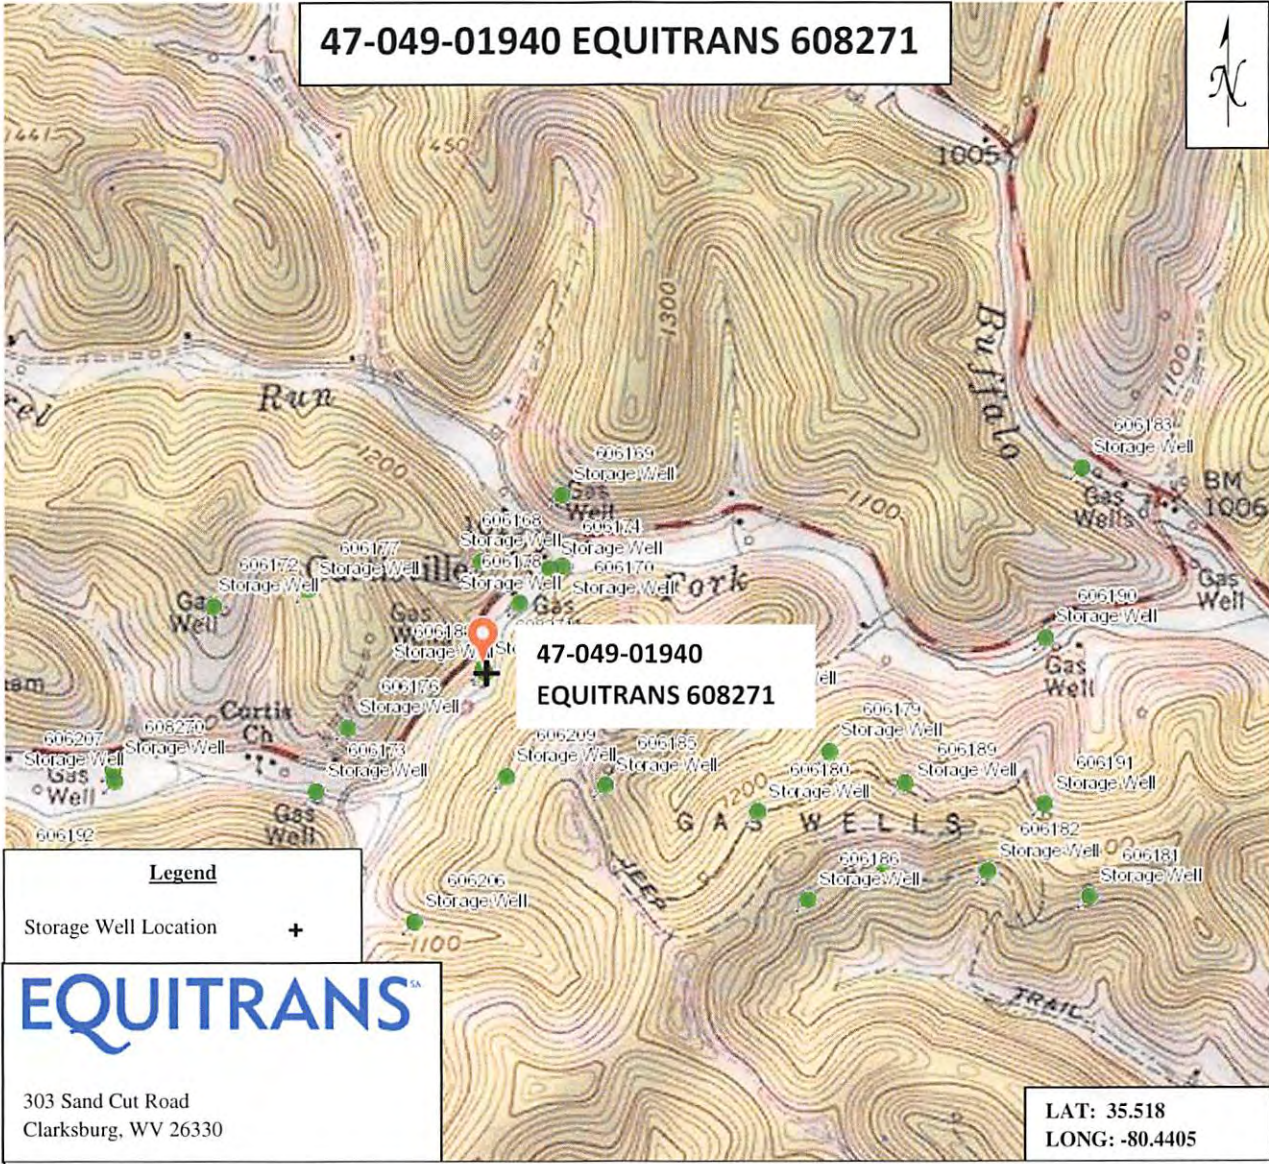 47-049-01940 EQUITRANS 608271
N
1441
1450
1005
1300
Buffalo
Run
rel
1200
606183
Storage Well
1100
606169
Storage Well
Gas
Well
BM
1006
Gas
Wells
1100
606168
Storage Well
606174
Storage Well
606177
Storage Well
606172
Storage Well
606178
Storage Well
606170
Storage Well
Fork
Gas
Well
Gas
Gas
Well
606190
Storage Well
Gas
Well
Gas
47-049-01940
EQUITRANS 608271
ell
am
606176
Storage Well
Curtis
Ch
606207
Storage Well
608270
Storage Well
606173
Storage Well
Gas
Well
Gas
Well
606192
606209
Storage Well
606185
Storage Well
606179
Storage Well
606180
Storage Well
606189
Storage Well
606191
Storage Well
1200
GAS WELLS
606182
Storage Well
606186
Storage Well
606181
Storage Well
JEEP
606206
Storage Well
1100
TRAIL
Legend
Storage Well Location +
EQUITRANS SA
303 Sand Cut Road
Clarksburg, WV 26330
LAT: 35.518
LONG: -80.4405